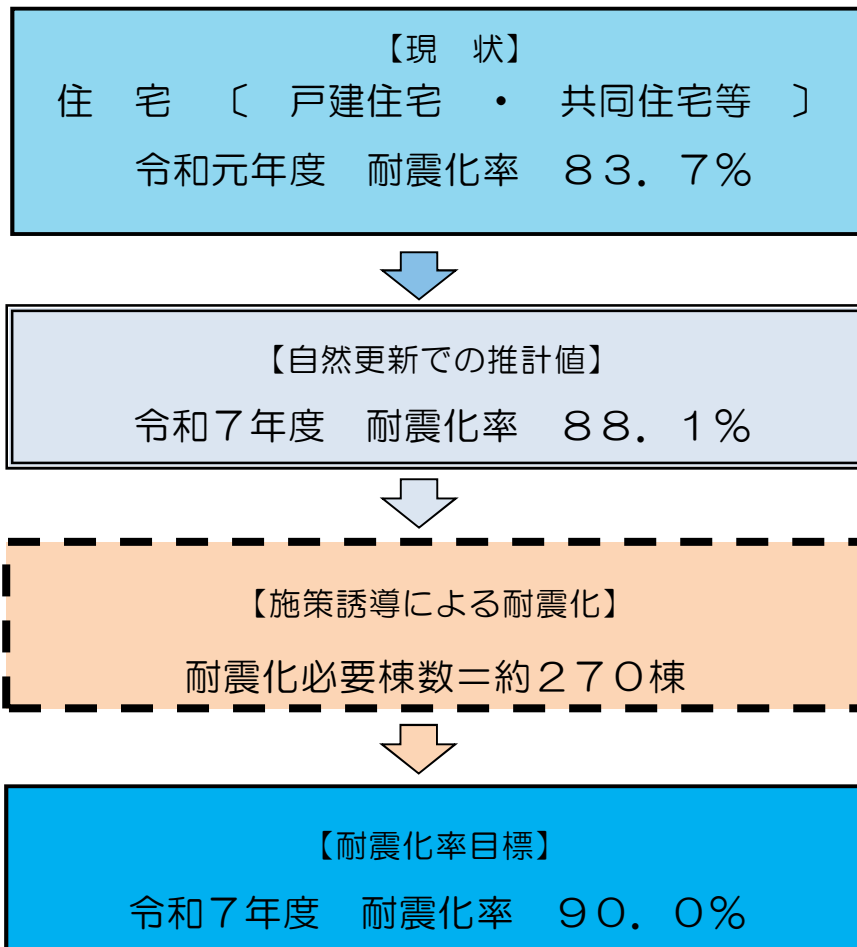 【現　状】
住　宅　〔　戸建住宅　・　共同住宅等　〕
令和元年度　耐震化率　８３．７％
【自然更新での推計値】
令和７年度　耐震化率　８８．１％
【施策誘導による耐震化】
耐震化必要棟数＝約２７０棟
【耐震化率目標】
令和７年度　耐震化率　９０．０％